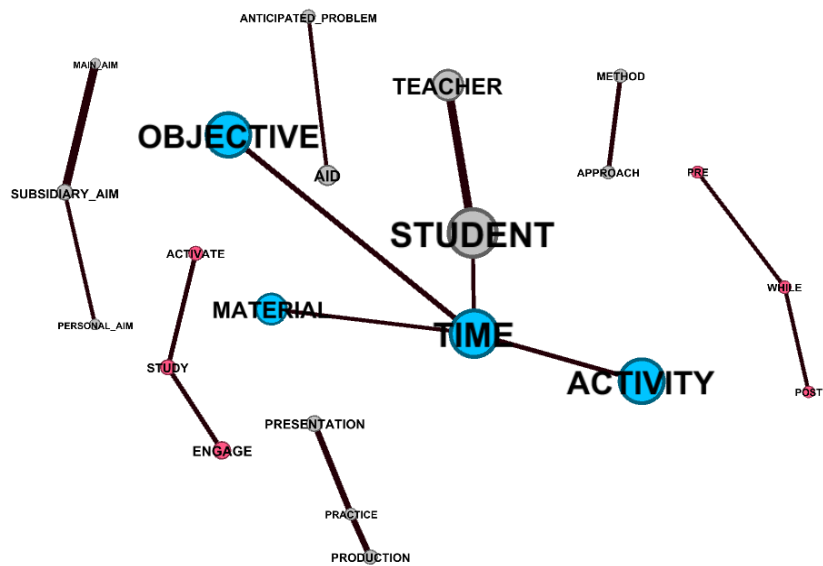 ANTICIPATED_PROBLEM
MAIN_AIM
METHOD
TEACHER
OBJECTIVE
AID
APPROACH
PRE
SUBSIDIARY_AIM
STUDENT
ACTIVATE
WHILE
MATERIAL
PERSONAL_AIM
TIME
STUDY
ACTIVITY
POST
PRESENTATION
ENGAGE
PRACTICE
PRODUCTION